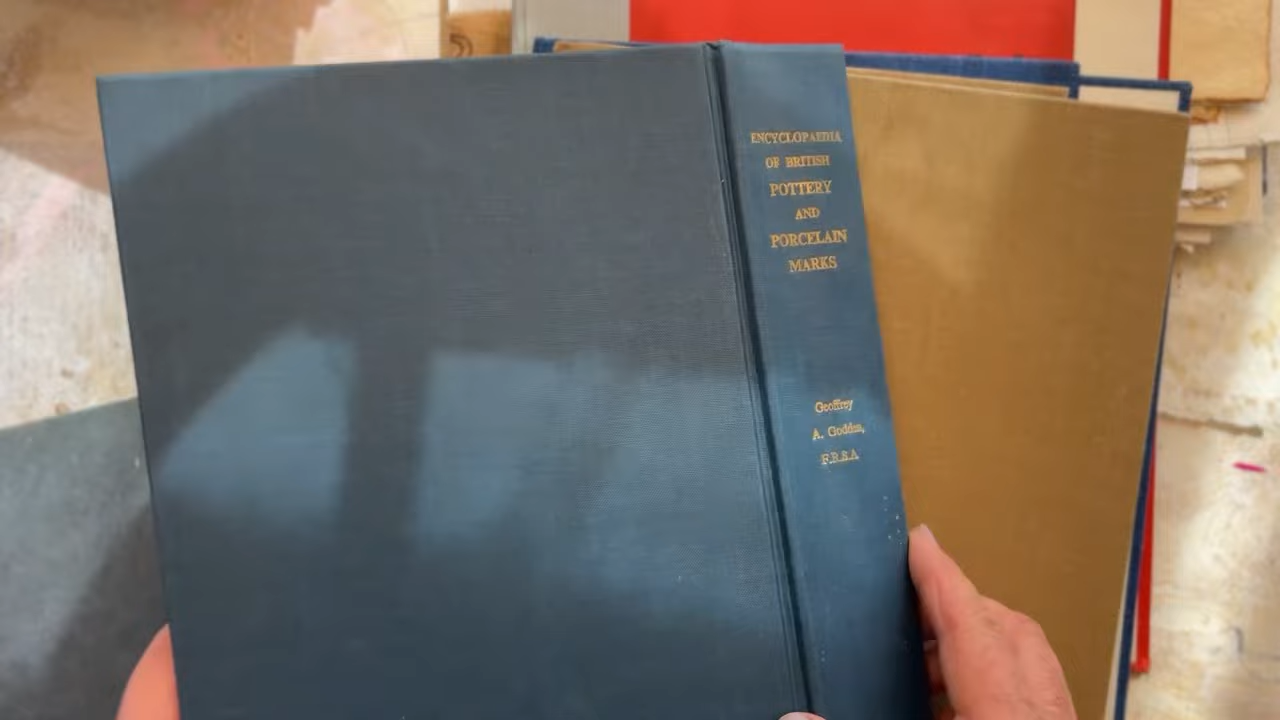 ENCYCLOPAEDIA
OF BRITISH
POTTERY
AND
PORCELAIN
MARKS
Geoffrey
A. Godden,
F.R.S.A